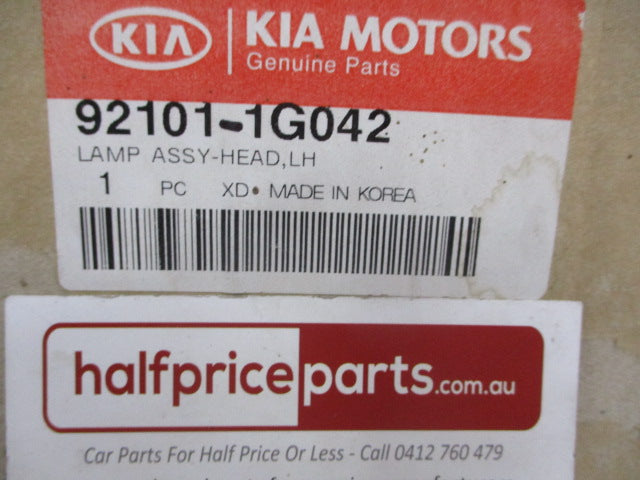 KIA KIA MOTORS
Genuine Parts
92101-1G042
LAMP ASSY-HEAD,LH
1 PC XD• MADE IN KOREA
halfpriceparts.com.au
Car Parts For Half Price Or Less - Call 0412 760 479